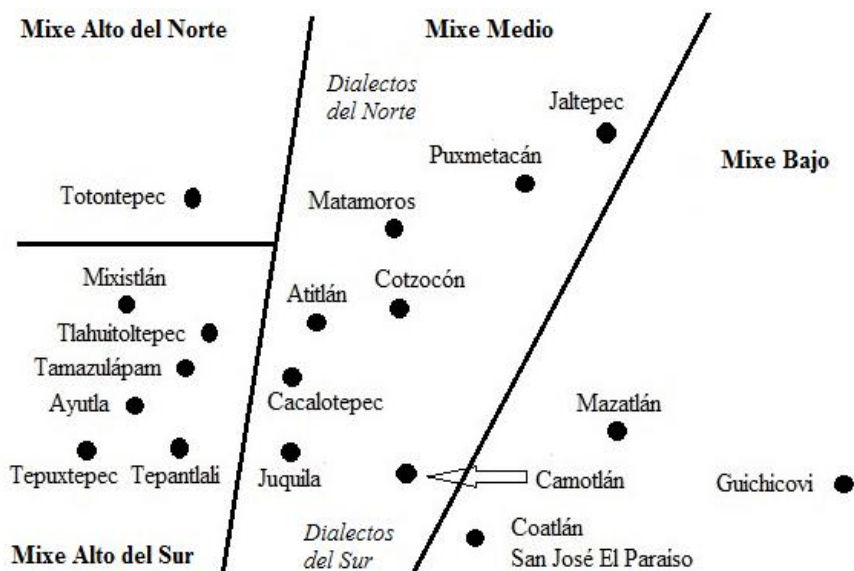 Mixe Alto del Norte
Mixe Medio
Dialectos
del Norte
Jaltepec
Puxmetacán
Mixe Bajo
Totontepec
Matamoros
Mixistlán
Cotzocón
Atitlán
Tlahuitoltepec
Tamazulápam
Ayutla
Cacalotepec
Mazatlán
Tepuxtepec
Tepantlali
Juquila
Camotlán
Guichicovi
Mixe Alto del Sur
Dialectos
del Sur
Coatlán
San José El Paraiso